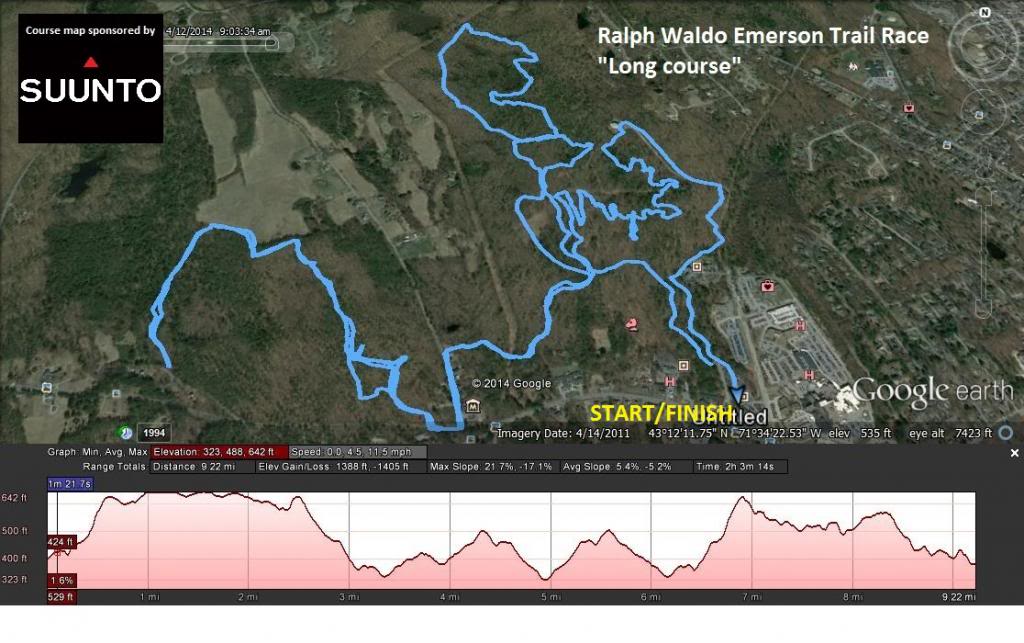 Course map sponsored by
SUUNTO
4/12/2014 9:03:34 am
Ralph Waldo Emerson Trail Race
"Long course"
N
H
H
H
M
© 2014 Google
Google earth
START/FINISH
Untitled
1994
Imagery Date: 4/14/2011 43°12'11.75" N 71°34'22.53" W elev 535 ft eye alt 7423 ft
Graph: Min, Avg, Max Elevation: 323, 488, 642 ft Speed: 0.0, 4.5, 11.5 mph
Range Totals: Distance: 9.22 mi Elev Gain/Loss: 1388 ft, -1405 ft Max Slope: 21.7%, -17.1% Avg Slope: 5.4%, -5.2% Time: 2h 3m 14s
1m 21.7s
642 ft
500 ft
424 ft
400 ft
323 ft
1.6%
529 ft 1 mi 2 mi 3 mi 4 mi 5 mi 6 mi 7 mi 8 mi 9.22 mi